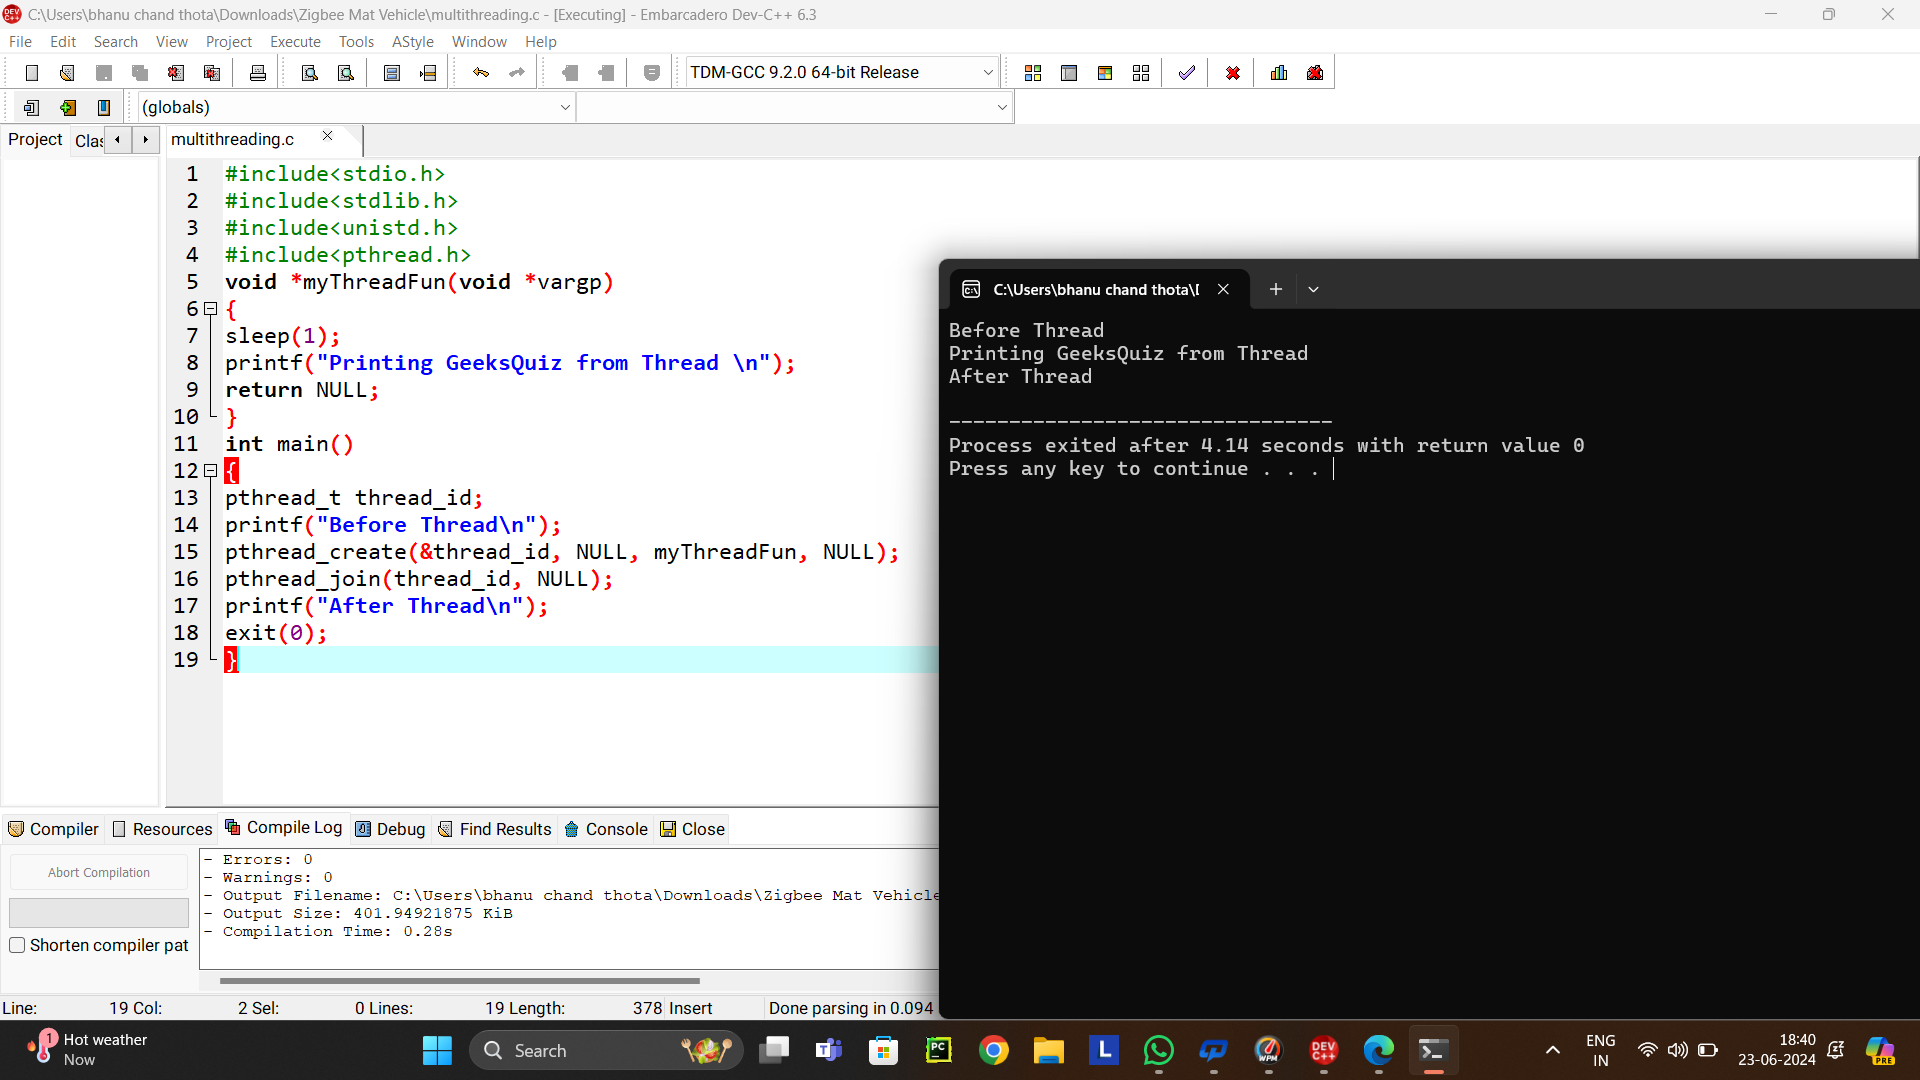 C:\Users\bhanu chand thota\Downloads\Zigbee Mat Vehicle\multithreading.c - [Executing] - Embarcadero Dev-C++ 6.3
File Edit Search View Project Execute Tools AStyle Window Help
TDM-GCC 9.2.0 64-bit Release
(globals)
Project Clas
multithreading.c
1 #include<stdio.h>
2 #include<stdlib.h>
3 #include<unistd.h>
4 #include<pthread.h>
5 void *myThreadFun(void *vargp)
6 {
7 sleep(1);
8 printf("Printing GeeksQuiz from Thread \n");
9 return NULL;
10 }
11 int main()
12 {
13 pthread_t thread_id;
14 printf("Before Thread\n");
15 pthread_create(&thread_id, NULL, myThreadFun, NULL);
16 pthread_join(thread_id, NULL);
17 printf("After Thread\n");
18 exit(0);
19 }
C:\Users\bhanu chand thota\D
Before Thread
Printing GeeksQuiz from Thread
After Thread
--------------------------------
Process exited after 4.14 seconds with return value 0
Press any key to continue . . .
Compiler Resources Compile Log Debug Find Results Console Close
Abort Compilation
Shorten compiler pat
- Errors: 0
- Warnings: 0
- Output Filename: C:\Users\bhanu chand thota\Downloads\Zigbee Mat Vehicle
- Output Size: 401.94921875 KiB
- Compilation Time: 0.28s
Line: 19 Col: 2 Sel: 0 Lines: 19 Length: 378 Insert Done parsing in 0.094
1
Hot weather
Now
Search
PC
L
WPM
DEV C++
ENG
IN
18:40
23-06-2024
PRE